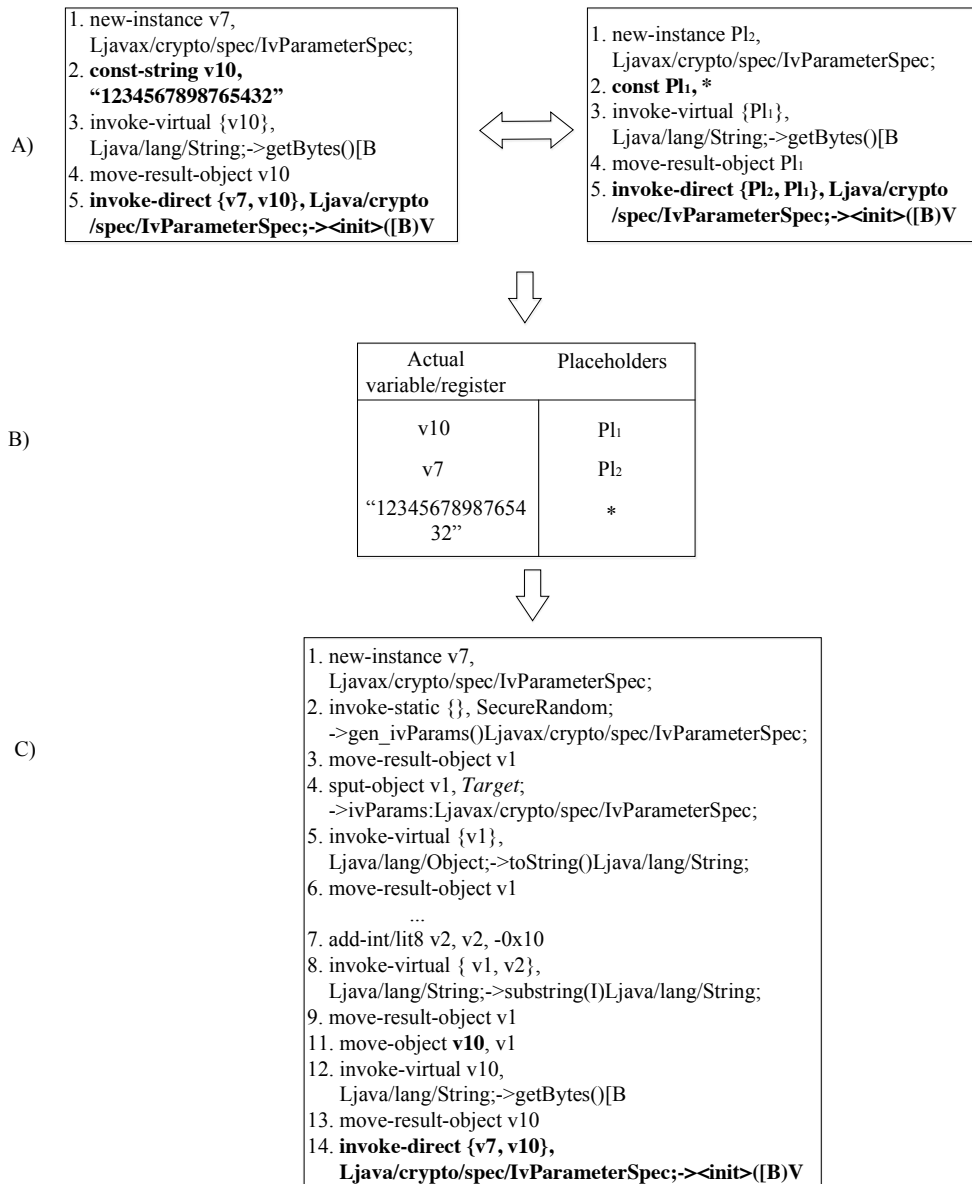 1. new-instance v7,
Ljavax/crypto/spec/IvParameterSpec;
2. const-string v10,
“1234567898765432”
3. invoke-virtual {v10},
Ljava/lang/String;->getBytes()[B
4. move-result-object v10
5. invoke-direct {v7, v10}, Ljava/crypto
/spec/IvParameterSpec;-><init>([B)V
A)
1. new-instance Pl2,
Ljavax/crypto/spec/IvParameterSpec;
2. const Pl1, *
3. invoke-virtual {Pl1},
Ljava/lang/String;->getBytes()[B
4. move-result-object Pl1
5. invoke-direct {Pl2, Pl1}, Ljava/crypto
/spec/IvParameterSpec;-><init>([B)V
B)
Actual
variable/register
Placeholders
v10
Pl1
v7
Pl2
“12345678987654
32”
*
C)
1. new-instance v7,
Ljavax/crypto/spec/IvParameterSpec;
2. invoke-static {}, SecureRandom;
->gen_ivParams()Ljavax/crypto/spec/IvParameterSpec;
3. move-result-object v1
4. sput-object v1, Target;
->ivParams:Ljavax/crypto/spec/IvParameterSpec;
5. invoke-virtual {v1},
Ljava/lang/Object;->toString()Ljava/lang/String;
6. move-result-object v1
...
7. add-int/lit8 v2, v2, -0x10
8. invoke-virtual { v1, v2},
Ljava/lang/String;->substring(I)Ljava/lang/String;
9. move-result-object v1
11. move-object v10, v1
12. invoke-virtual v10,
Ljava/lang/String;->getBytes()[B
13. move-result-object v10
14. invoke-direct {v7, v10},
Ljava/crypto/spec/IvParameterSpec;-><init>([B)V